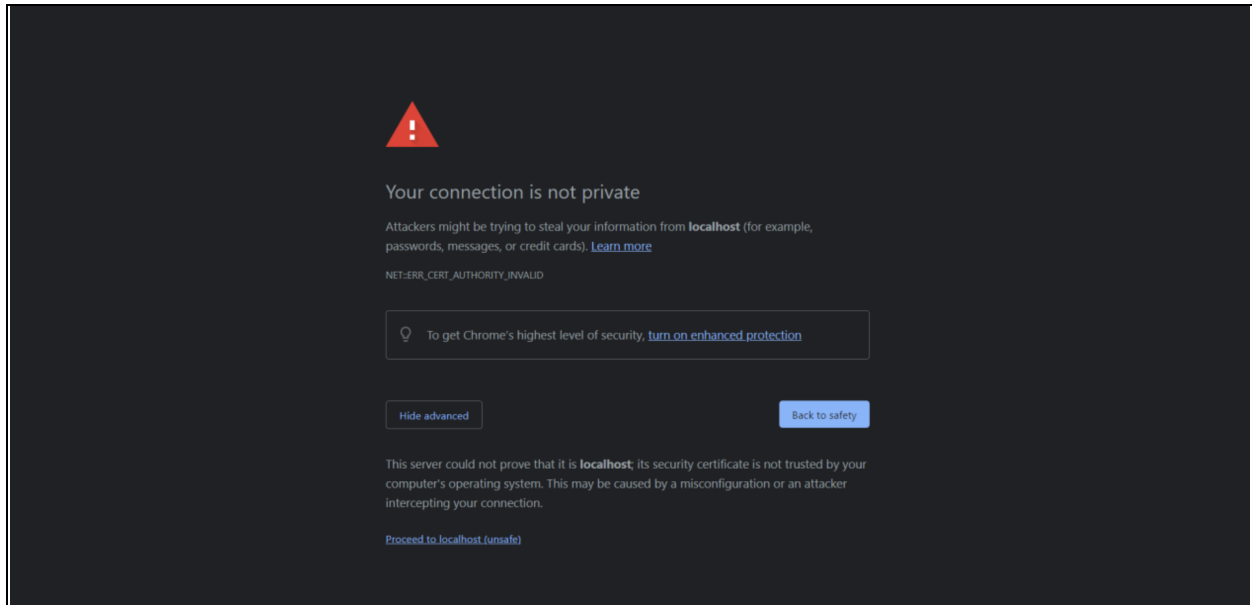 Your connection is not private
Attackers might be trying to steal your information from localhost (for example,
passwords, messages, or credit cards). Learn more
NET::ERR_CERT_AUTHORITY_INVALID
To get Chrome's highest level of security, turn on enhanced protection
Hide advanced
Back to safety
This server could not prove that it is localhost; its security certificate is not trusted by your
computer's operating system. This may be caused by a misconfiguration or an attacker
intercepting your connection.
Proceed to localhost (unsafe)